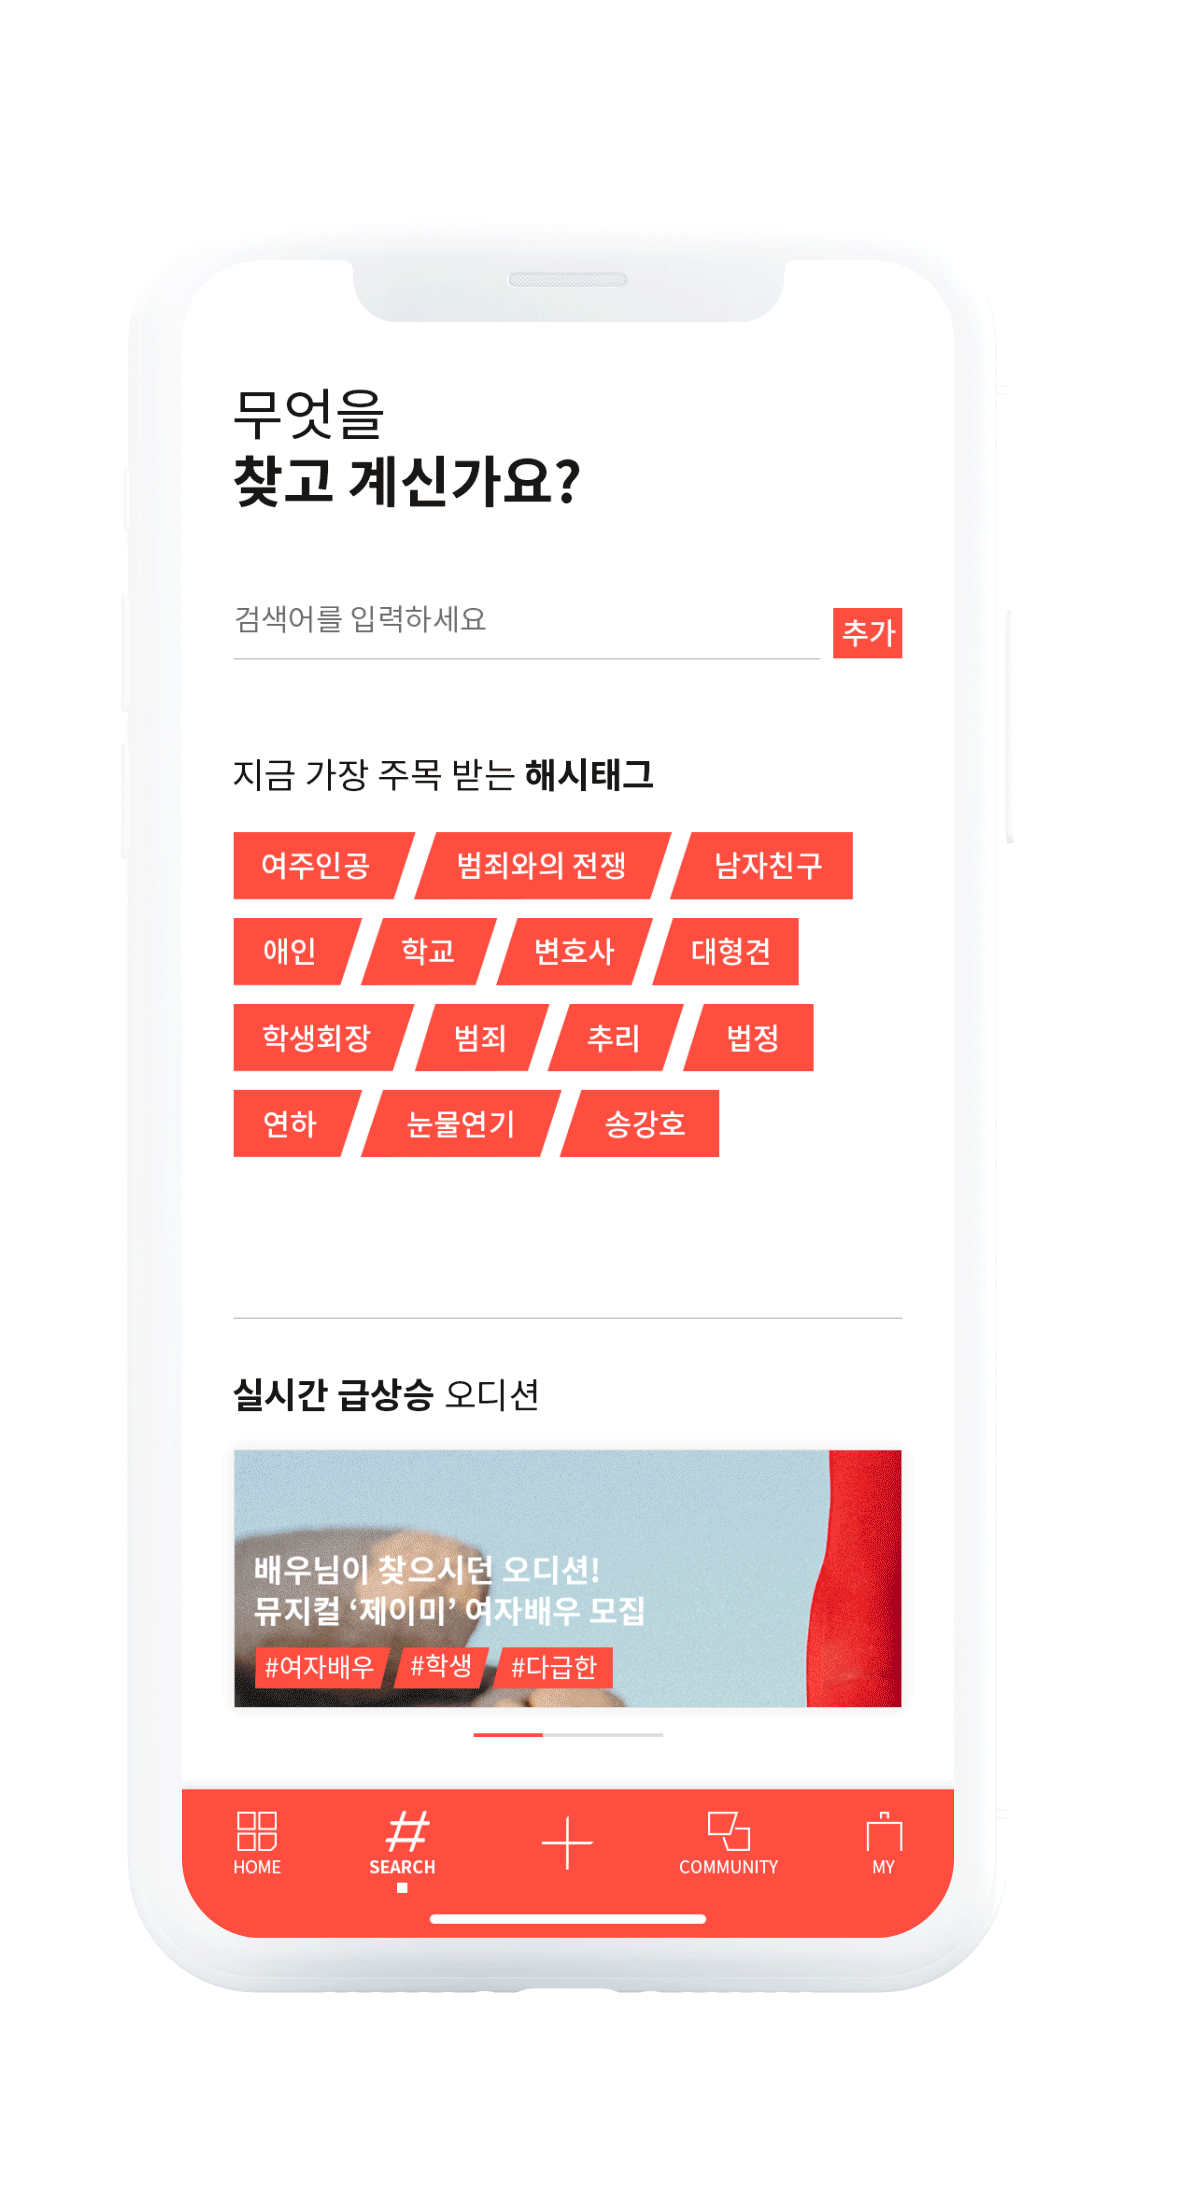 무엇을
찾고 계신가요?
검색어를 입력하세요
추가
지금 가장 주목 받는 해시태그
여주인공 범죄와의 전쟁 남자친구
애인 학교 변호사 대형견
학생회장 범죄 추리 법정
연하 눈물연기 송강호
실시간 급상승 오디션
배우님이 찾으시던 오디션!
뮤지컬 ‘제이미’ 여자배우 모집
#여자배우 #학생 #다급한
HOME SEARCH COMMUNITY MY